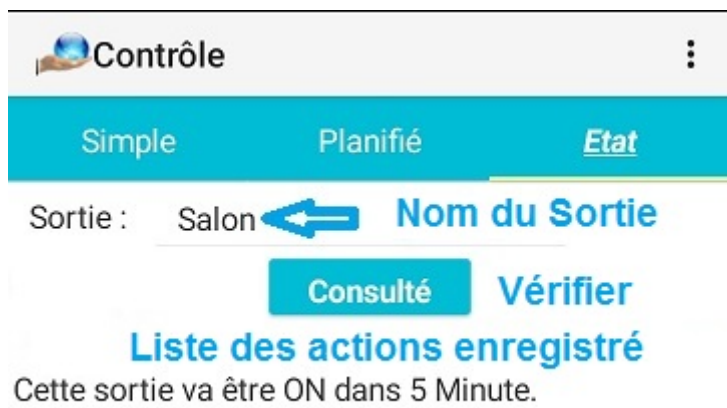 Contrôle
Simple Planifié Etat
Sortie : Salon Nom du Sortie
Consulté Vérifier
Liste des actions enregistré
Cette sortie va être ON dans 5 Minute.